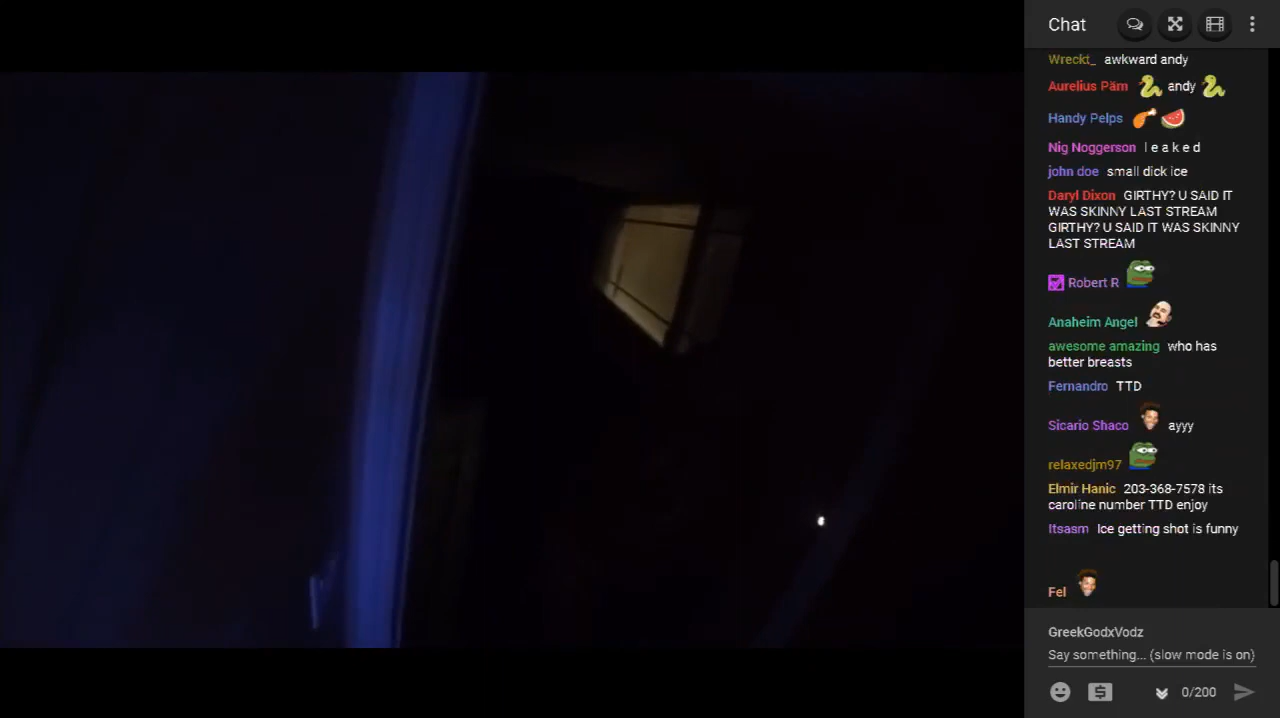 Chat
Wreckt_ awkward andy
Aurelius Päm andy
Handy Pelps
Nig Noggerson l e a k e d
john doe small dick ice
Daryl Dixon GIRTHY? U SAID IT
WAS SKINNY LAST STREAM
GIRTHY? U SAID IT WAS SKINNY
LAST STREAM
Robert R
Anaheim Angel
awesome amazing who has
better breasts
Fernandro TTD
Sicario Shaco ayyy
relaxedjm97
Elmir Hanic 203-368-7578 its
caroline number TTD enjoy
Itsasm Ice getting shot is funny
Fel
GreekGodxVodz
Say something... (slow mode is on)
0/200